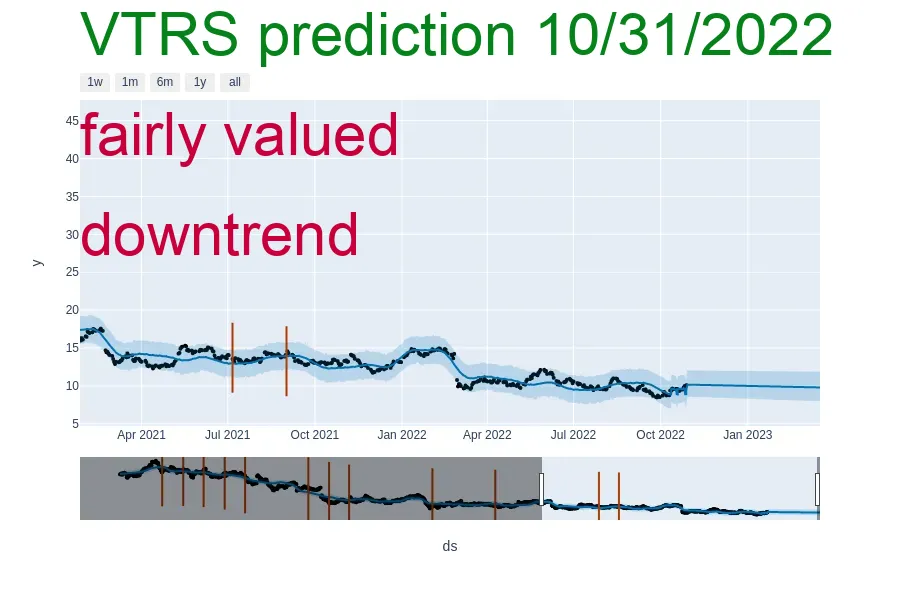 VTRS prediction 10/31/2022
1w 1m 6m 1y all
45
fairly valued
40
35
downtrend
30
25
20
15
10
5
y
Apr 2021 Jul 2021 Oct 2021 Jan 2022 Apr 2022 Jul 2022 Oct 2022 Jan 2023
ds